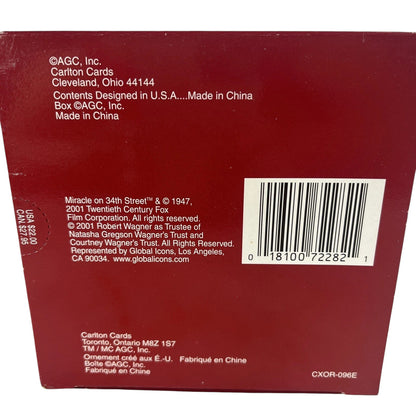 ©AGC, Inc.
Carlton Cards
Cleveland, Ohio 44144
Contents Designed in U.S.A....Made in China
Box ©AGC, Inc.
Made in China
Miracle on 34th Street™ & © 1947,
2001 Twentieth Century Fox
Film Corporation. All rights reserved.
© 2001 Robert Wagner as Trustee of
Natasha Gregson Wagner's Trust and
Courtney Wagner's Trust. All Rights Reserved.
Represented by Global Icons, Los Angeles,
CA 90034. www.globalicons.com
USA $22.00
CAN. $27.95
0 18100 72282 1
Carlton Cards
Toronto, Ontario M8Z 1S7
TM / MC AGC, Inc.
Ornement créé aux É.-U. Fabriqué en Chine
Boîte ©AGC, Inc.
Fabriqué en Chine
CXOR-096E